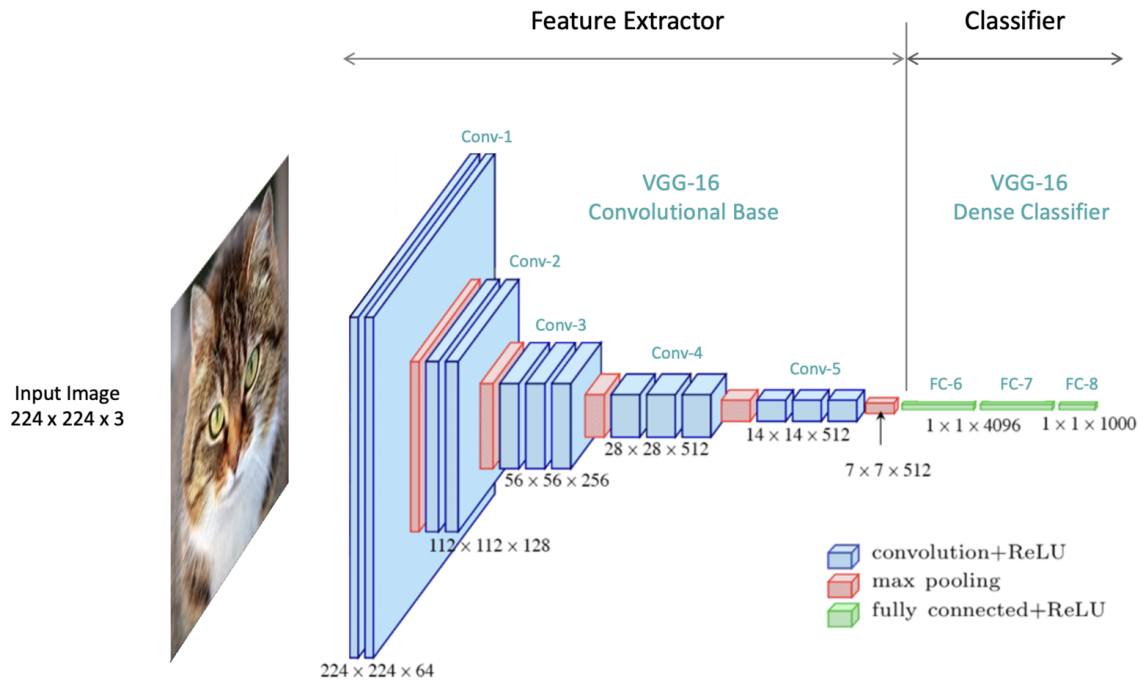 Feature Extractor
Classifier
Conv-1
VGG-16
Convolutional Base
VGG-16
Dense Classifier
Conv-2
Conv-3
Conv-4
Conv-5
FC-6
FC-7
FC-8
Input Image
224 x 224 x 3
1 × 1 × 4096
1 × 1 × 1000
14 × 14 × 512
28 × 28 × 512
7 × 7 × 512
56 × 56 × 256
112 × 112 × 128
224 × 224 × 64
convolution+ReLU
max pooling
fully connected+ReLU